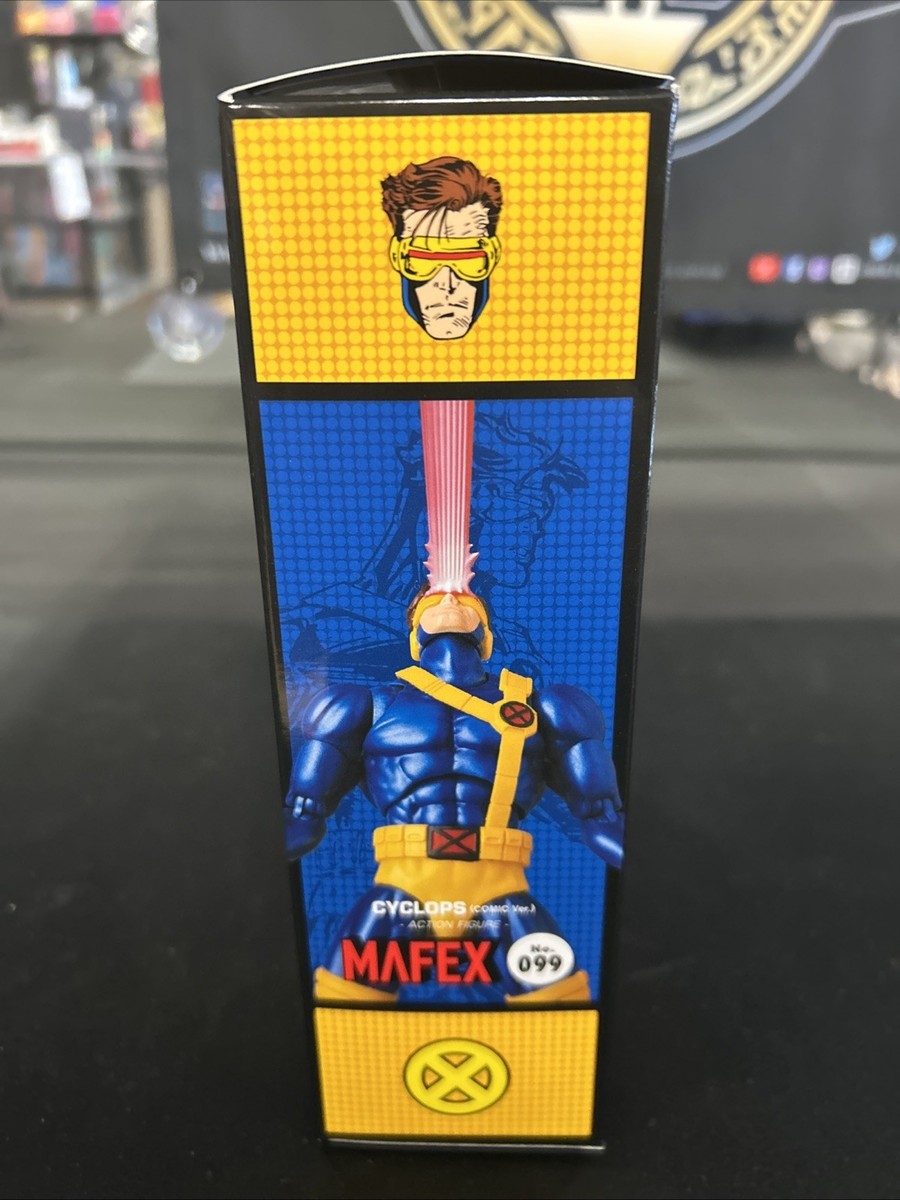 CYCLOPS (COMIC Ver.)
- ACTION FIGURE -
MAFEX
No.
099